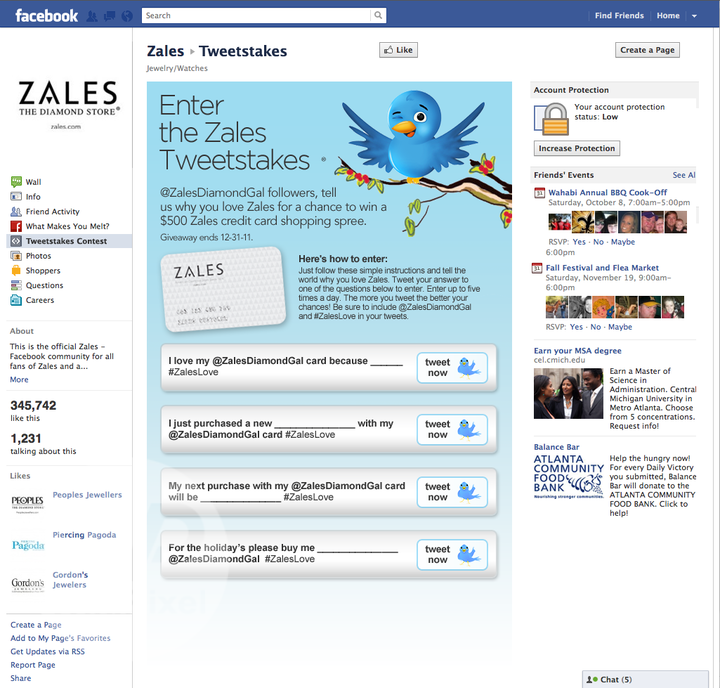 facebook
Search
Find Friends
Home
Zales ▸ Tweetstakes
Like
Create a Page
Jewelry/Watches
ZALES
THE DIAMOND STORE®
zales.com
Wall
Info
Friend Activity
What Makes You Melt?
Tweetstakes Contest
Photos
Shoppers
Questions
Careers
About
This is the official Zales -
Facebook community for all
fans of Zales and a...
More
345,742
like this
1,231
talking about this
Likes
PEOPLES
Peoples Jewellers
Pagoda
Piercing Pagoda
Gordon's
JEWELERS
Gordon's
Jewelers
Create a Page
Add to My Page's Favorites
Get Updates via RSS
Report Page
Share
Enter
the Zales
Tweetstakes
@ZalesDiamondGal followers, tell
us why you love Zales for a chance to win a
$500 Zales credit card shopping spree.
Giveaway ends 12-31-11.
ZALES
Here's how to enter:
Just follow these simple instructions and tell the
world why you love Zales. Tweet your answer to
one of the questions below to enter. Enter up to five
times a day. The more you tweet the better your
chances! Be sure to include @ZalesDiamondGal
and #ZalesLove in your tweets.
I love my @ZalesDiamondGal card because ______
#ZalesLove
tweet
now
I just purchased a new _______________ with my
@ZalesDiamondGal card #ZalesLove
tweet
now
My next purchase with my @ZalesDiamondGal card
will be _______________ #ZalesLove
tweet
now
For the holiday's please buy me _______________
@ZalesDiamondGal #ZalesLove
tweet
now
Account Protection
Your account protection
status: Low
Increase Protection
Friends' Events
See Al
31
Wahabi Annual BBQ Cook-Off
Saturday, October 8, 7:00am-5:00pm
RSVP: Yes · No · Maybe
6:00pm
31
Fall Festival and Flea Market
Saturday, November 19, 9:00am-
6:00pm
RSVP: Yes · No · Maybe
Earn your MSA degree
cel.cmich.edu
Earn a Master of
Science in
Administration. Central
Michigan University in
Metro Atlanta. Choose
from 5 concentrations.
Request info!
Balance Bar
ATLANTA
COMMUNITY
FOOD
BANK
Nourishing stronger communities.
Help the hungry now!
For every Daily Victory
you submitted, Balance
Bar will donate to the
ATLANTA COMMUNITY
FOOD BANK. Click to
help!
Chat (5)